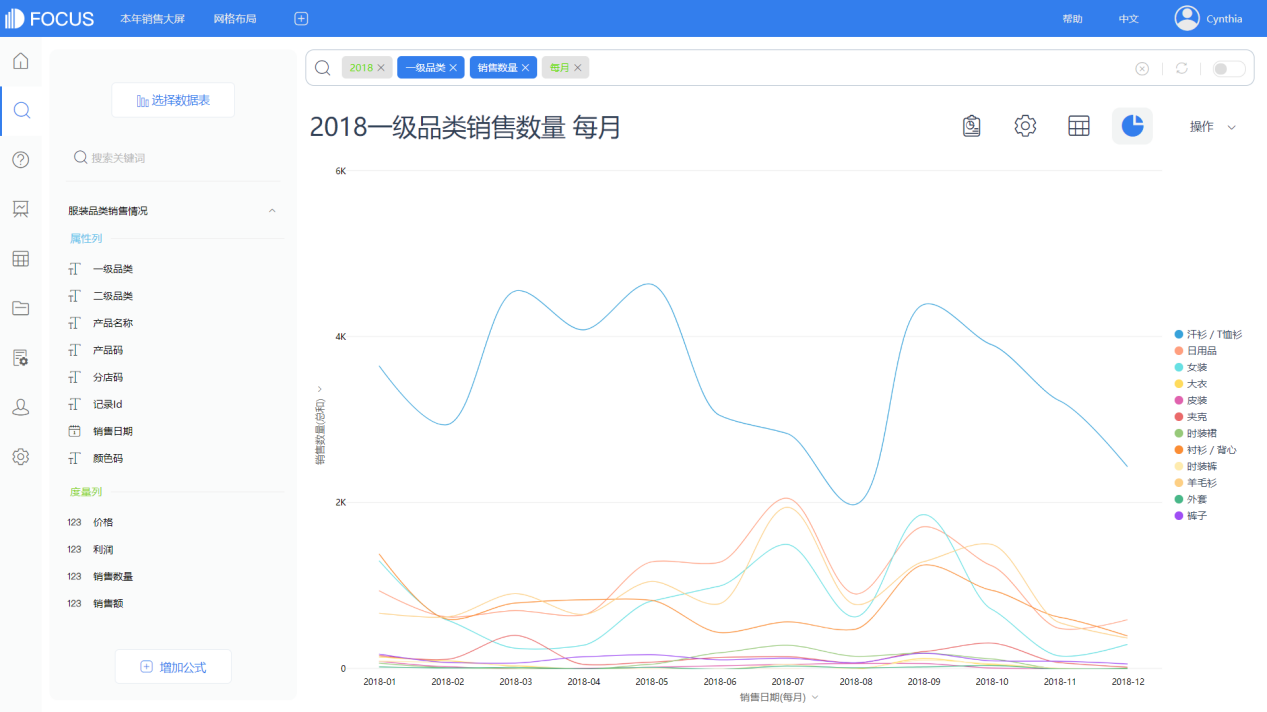 FOCUS 本年销售大屏 网格布局 帮助 中文 Cynthia
2018 一级品类 销售数量 每月
选择数据表
搜索关键词
服装品类销售情况
属性列
一级品类
二级品类
产品名称
产品码
分店码
记录Id
销售日期
颜色码
度量列
123 价格
123 利润
123 销售数量
123 销售额
增加公式
2018一级品类销售数量 每月
操作
6K
4K
2K
0
销售数量(总和)
2018-01 2018-02 2018-03 2018-04 2018-05 2018-06 2018-07 2018-08 2018-09 2018-10 2018-11 2018-12
销售日期(每月)
汗衫 / T恤衫
日用品
女装
大衣
皮装
夹克
时装裙
衬衫 / 背心
时装裤
羊毛衫
外套
裤子